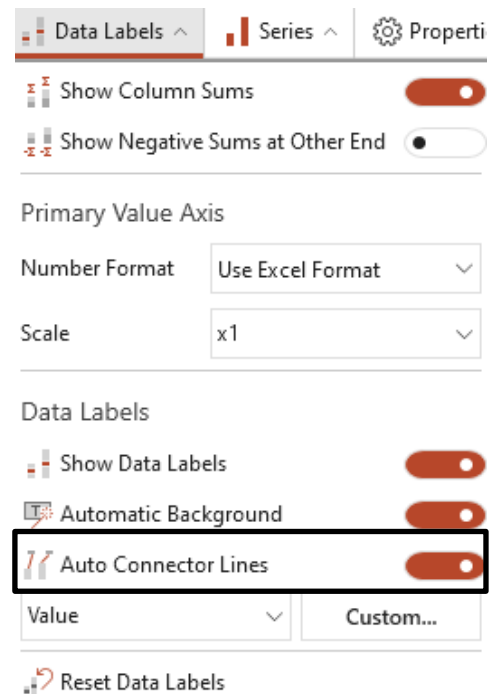 Data Labels Series Properti
Show Column Sums
Show Negative Sums at Other End
Primary Value Axis
Number Format Use Excel Format
Scale x1
Data Labels
Show Data Labels
Automatic Background
Auto Connector Lines
Value Custom...
Reset Data Labels